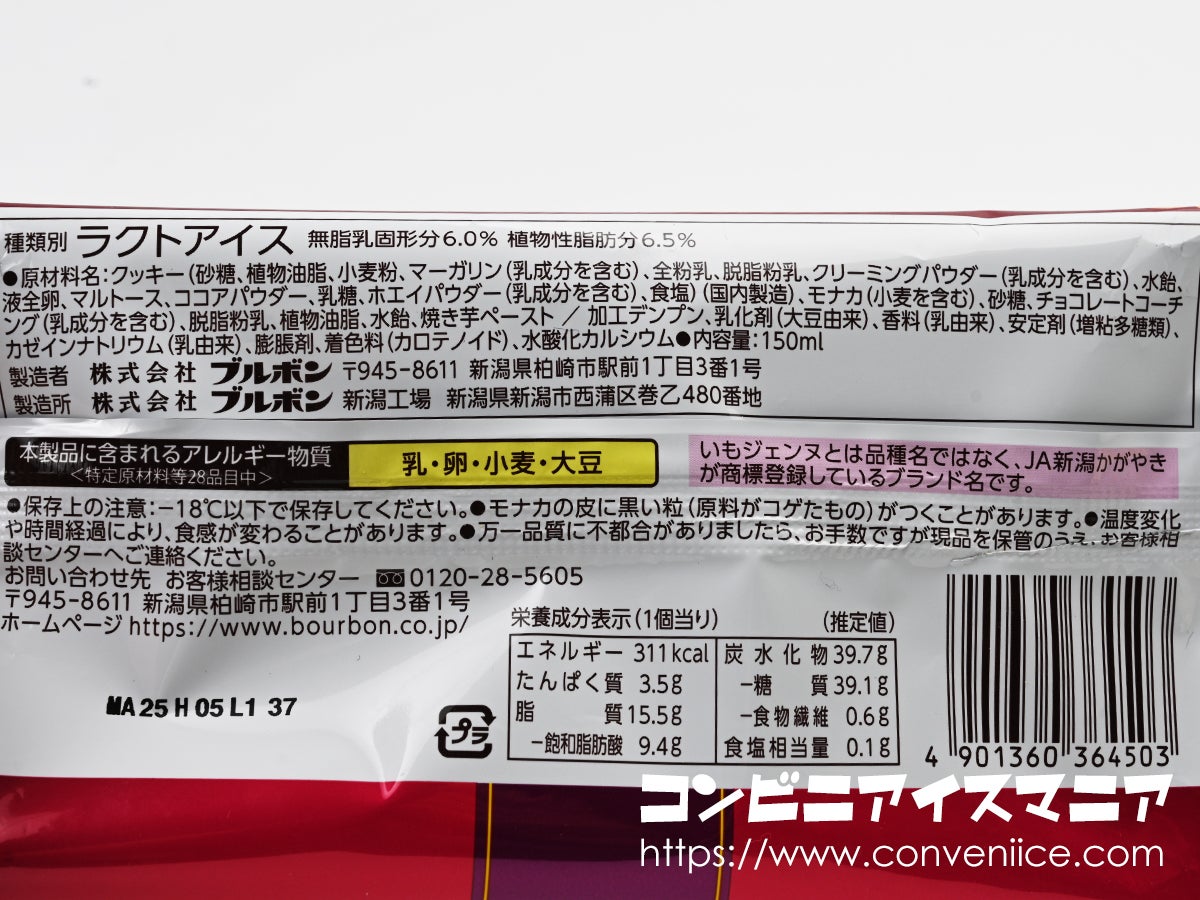 種類別 ラクトアイス 無脂乳固形分6.0% 植物性脂肪分6.5%
●原材料名:クッキー(砂糖、植物油脂、小麦粉、マーガリン(乳成分を含む)、全粉乳、脱脂粉乳、クリーミングパウダー(乳成分を含む)、水飴、
液全卵、マルトース、ココアパウダー、乳糖、ホエイパウダー(乳成分を含む)、食塩)(国内製造)、モナカ(小麦を含む)、砂糖、チョコレートコーチ
ング(乳成分を含む)、脱脂粉乳、植物油脂、水飴、焼き芋ペースト / 加工デンプン、乳化剤(大豆由来)、香料(乳由来)、安定剤(増粘多糖類)、
カゼインナトリウム(乳由来)、膨脹剤、着色料(カロテノイド)、水酸化カルシウム●内容量:150ml
製造者 株式会社 ブルボン 〒945-8611 新潟県柏崎市駅前1丁目3番1号
製造所 株式会社 ブルボン 新潟工場 新潟県新潟市西蒲区巻乙480番地
本製品に含まれるアレルギー物質
<特定原材料等28品目中>
乳・卵・小麦・大豆
いもジェンヌとは品種名ではなく、JA新潟かがやき
が商標登録しているブランド名です。
●保存上の注意:-18℃以下で保存してください。●モナカの皮に黒い粒(原料がコゲたもの)がつくことがあります。●温度変化
や時間経過により、食感が変わることがあります。●万一品質に不都合がありましたら、お手数ですが現品を保管のうえ、お客様相
談センターへご連絡ください。
お問い合わせ先 お客様相談センター 0120-28-5605
〒945-8611 新潟県柏崎市駅前1丁目3番1号
ホームページ https://www.bourbon.co.jp/
栄養成分表示(1個当り) (推定値)
エネルギー 311kcal 炭水化物 39.7g
たんぱく質 3.5g -糖質 39.1g
脂質 15.5g -食物繊維 0.6g
-飽和脂肪酸 9.4g 食塩相当量 0.1g
MA 25 H 05 L1 37
プラ
4 901360 364503
コンビニアイスマニア
https://www.conveniice.com